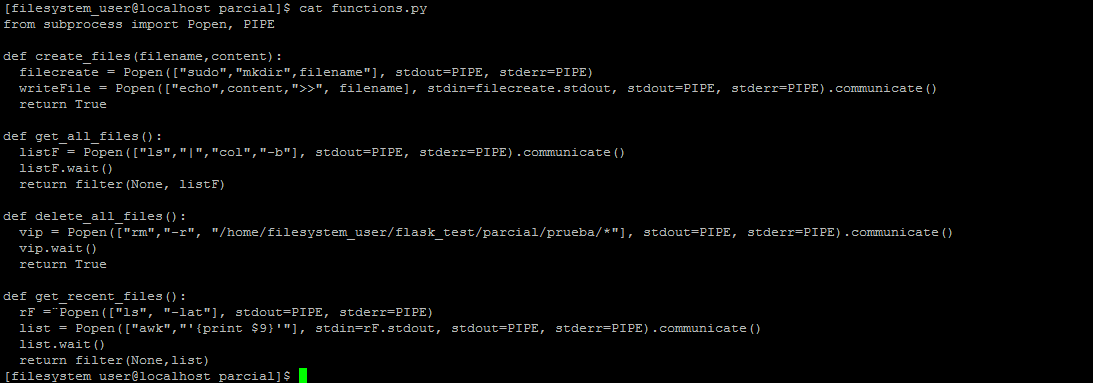 [filesystem_user@localhost parcial]$ cat functions.py
from subprocess import Popen, PIPE

def create_files(filename,content):
  filecreate = Popen(["sudo","mkdir",filename"], stdout=PIPE, stderr=PIPE)
  writeFile = Popen(["echo",content,">>", filename], stdin=filecreate.stdout, stdout=PIPE, stderr=PIPE).communicate()
  return True

def get_all_files():
  listF = Popen(["ls","|","col","-b"], stdout=PIPE, stderr=PIPE).communicate()
  listF.wait()
  return filter(None, listF)

def delete_all_files():
  vip = Popen(["rm","-r", "/home/filesystem_user/flask_test/parcial/prueba/*"], stdout=PIPE, stderr=PIPE).communicate()
  vip.wait()
  return True

def get_recent_files():
  rF =¨Popen(["ls", "-lat"], stdout=PIPE, stderr=PIPE)
  list = Popen(["awk","'{print $9}'"], stdin=rF.stdout, stdout=PIPE, stderr=PIPE).communicate()
  list.wait()
  return filter(None,list)
[filesystem_user@localhost parcial]$